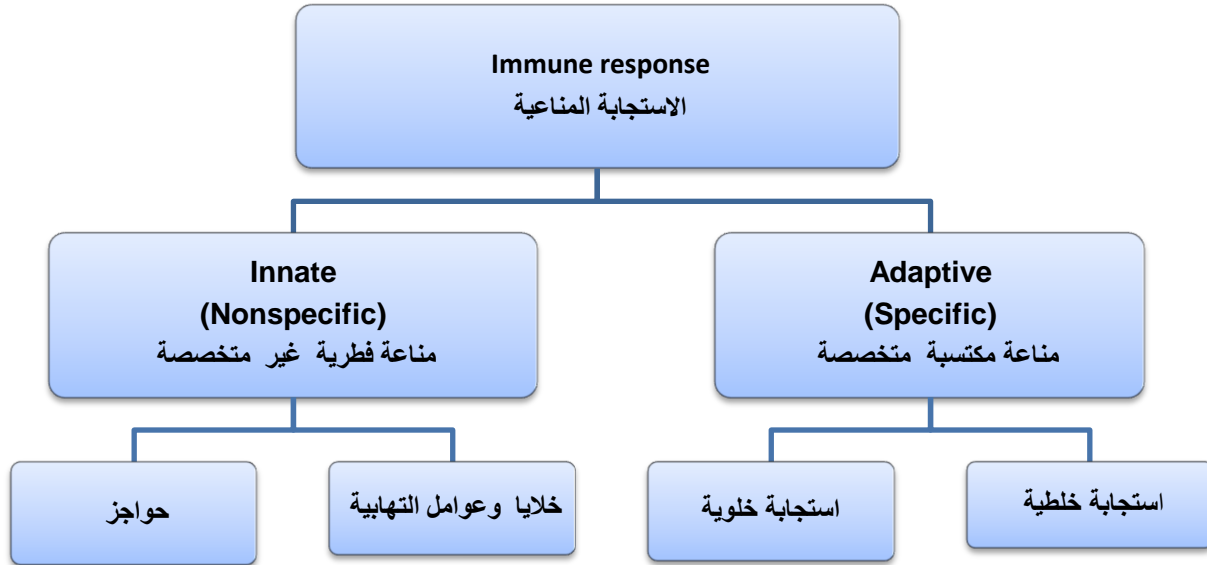 Immune response
الاستجابة المناعية
Innate
(Nonspecific)
مناعة فطرية غير متخصصة
Adaptive
(Specific)
مناعة مكتسبة متخصصة
حواجز
خلايا وعوامل التهابية
استجابة خلوية
استجابة خلطية